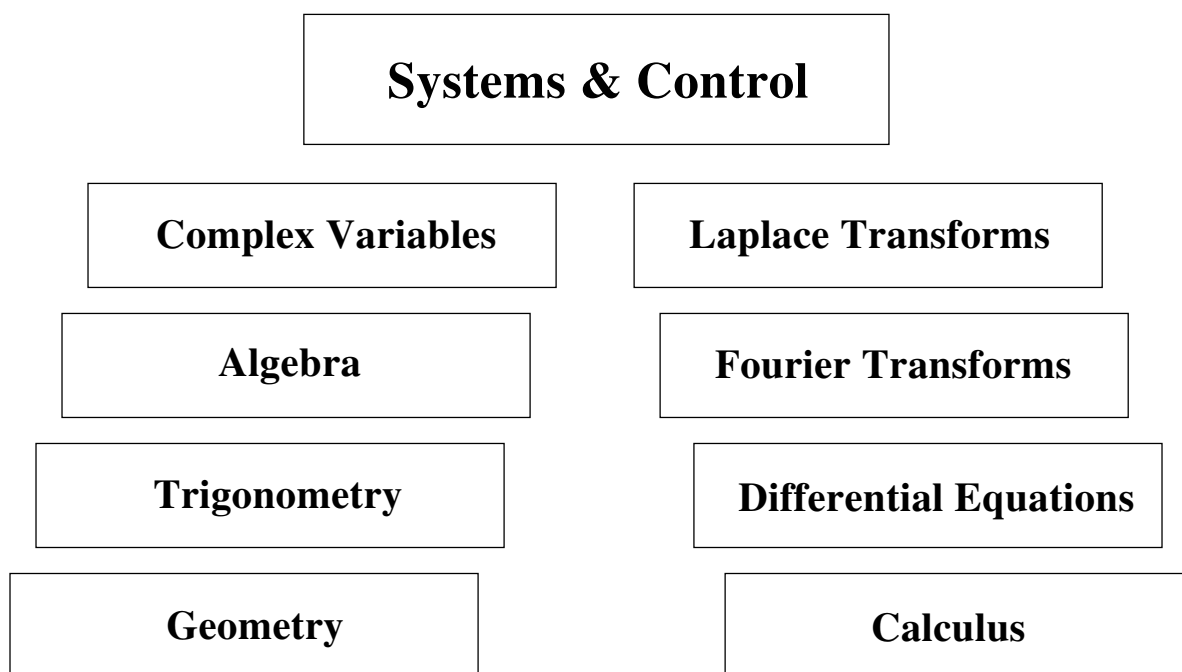 Systems & Control
Complex Variables
Laplace Transforms
Algebra
Fourier Transforms
Trigonometry
Differential Equations
Geometry
Calculus